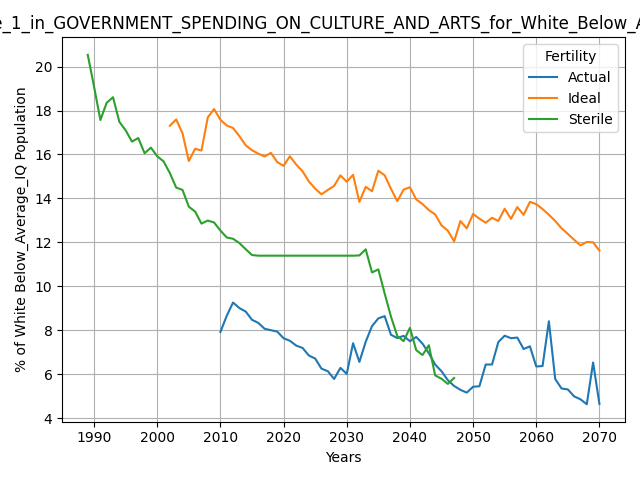 e_1_in_GOVERNMENT_SPENDING_ON_CULTURE_AND_ARTS_for_White_Below_A
Fertility
Actual
Ideal
Sterile
% of White Below_Average_IQ Population
20
18
16
14
12
10
8
6
4
1990 2000 2010 2020 2030 2040 2050 2060 2070
Years